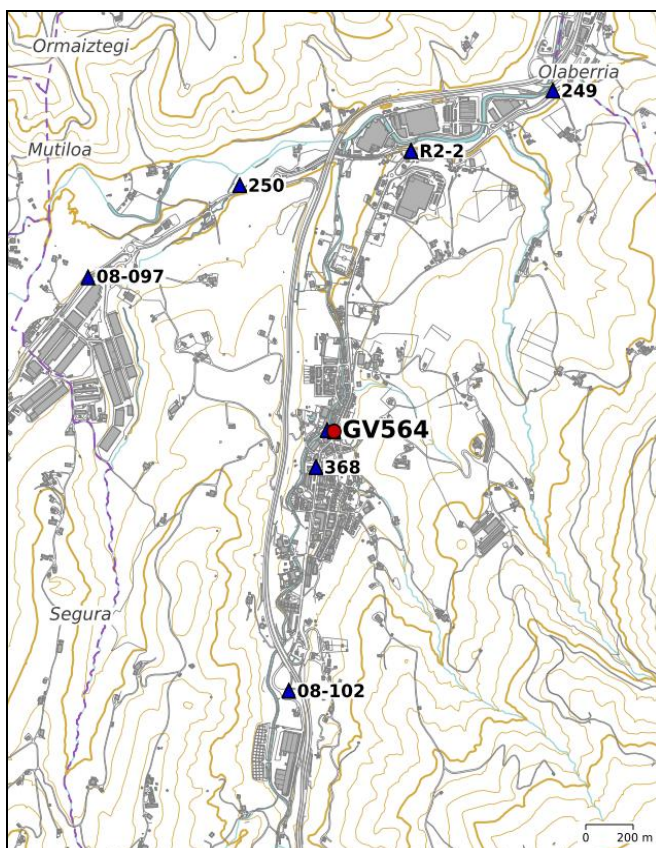 Ormaiztegi
Olaberria
249
Mutiloa
R2-2
250
08-097
GV564
368
Segura
08-102
0 200 m